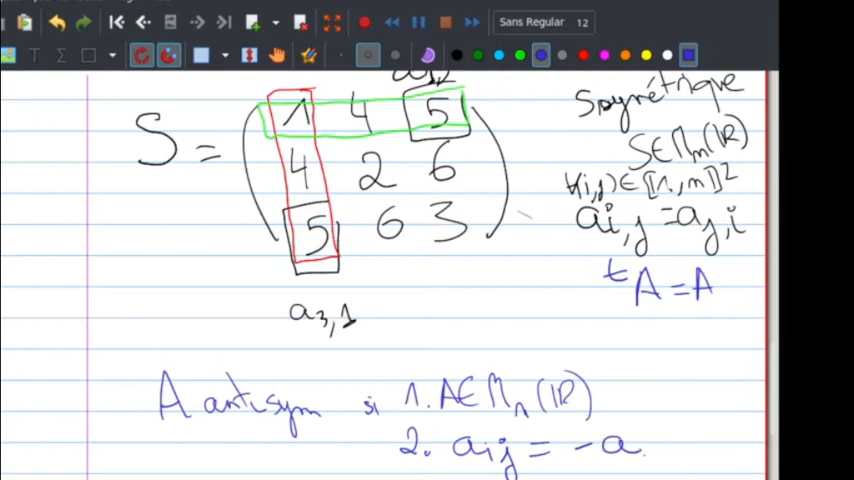 Sans Regular 12
Symétrique
S = ( 1 4 5
4 2 6
5 6 3 )
S ∈ Mn(ℝ)
∀(i,j) ∈ [1,n]²
ai,j = aj,i
ᵗA = A
a3,1
A antisym si 1. A ∈ Mn(ℝ)
2. aij = -a